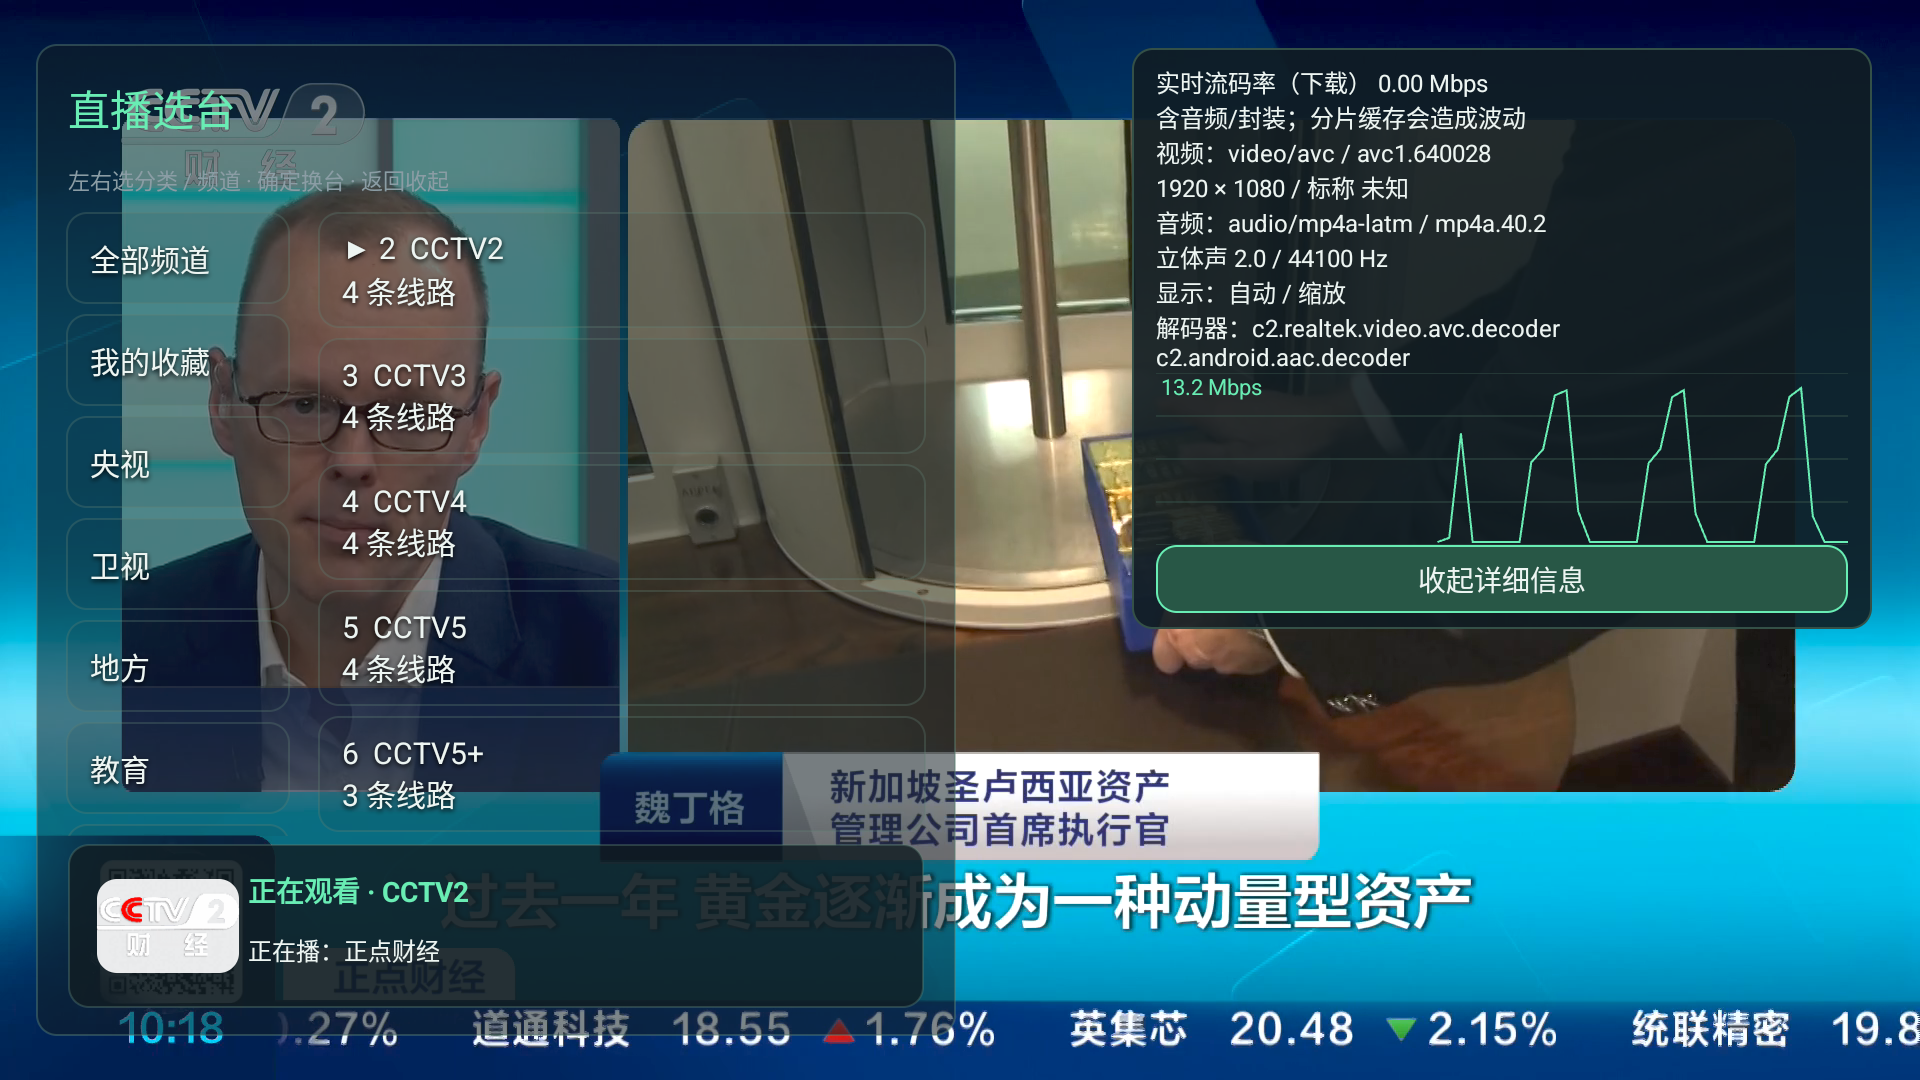 直播选台
CCTV 2
财 经
左右选分类 / 频道 · 确定换台 · 返回收起
全部频道
我的收藏
央视
卫视
地方
教育
► 2 CCTV2
4 条线路
3 CCTV3
4 条线路
4 CCTV4
4 条线路
5 CCTV5
4 条线路
6 CCTV5+
3 条线路
实时流码率（下载） 0.00 Mbps
含音频/封装；分片缓存会造成波动
视频：video/avc / avc1.640028
1920 × 1080 / 标称 未知
音频：audio/mp4a-latm / mp4a.40.2
立体声 2.0 / 44100 Hz
显示：自动 / 缩放
解码器：c2.realtek.video.avc.decoder
c2.android.aac.decoder
13.2 Mbps
收起详细信息
魏丁格
新加坡圣卢西亚资产
管理公司首席执行官
过去一年 黄金逐渐成为一种动量型资产
CCTV 2
财 经
正在观看 · CCTV2
正在播：正点财经
正点财经
10:18 .27% 道通科技 18.55 ▲ 1.76% 英集芯 20.48 ▼ 2.15% 统联精密 19.8